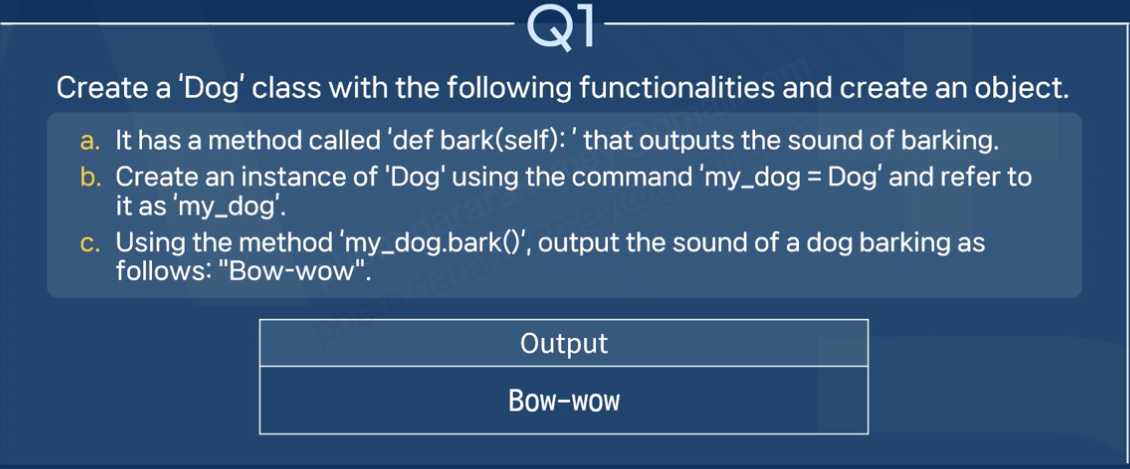 Q1
Create a 'Dog' class with the following functionalities and create an object.
a. It has a method called 'def bark(self): ' that outputs the sound of barking.
b. Create an instance of 'Dog' using the command 'my_dog = Dog' and refer to
it as 'my_dog'.
c. Using the method 'my_dog.bark()', output the sound of a dog barking as
follows: "Bow-wow".
Output
Bow-wow